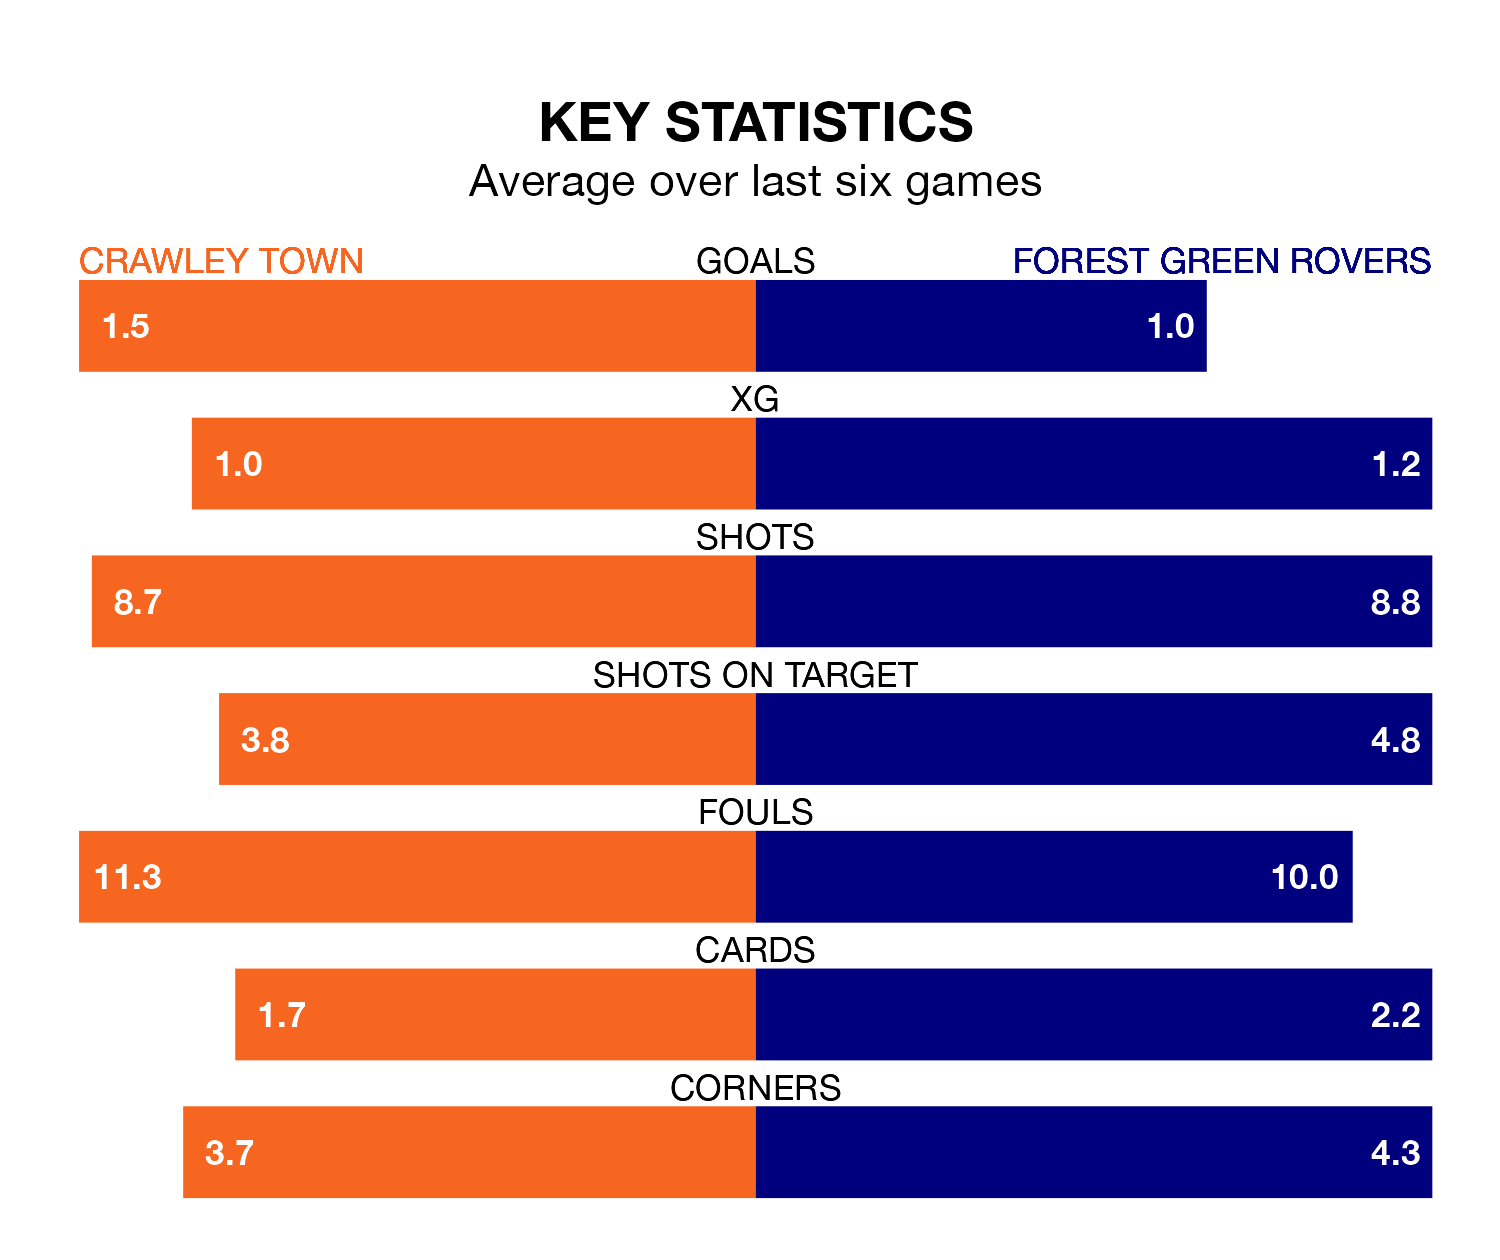 KEY STATISTICS
Average over last six games
CRAWLEY TOWN GOALS FOREST GREEN ROVERS
1.5 1.0
XG
1.0 1.2
SHOTS
8.7 8.8
SHOTS ON TARGET
3.8 4.8
FOULS
11.3 10.0
CARDS
1.7 2.2
CORNERS
3.7 4.3